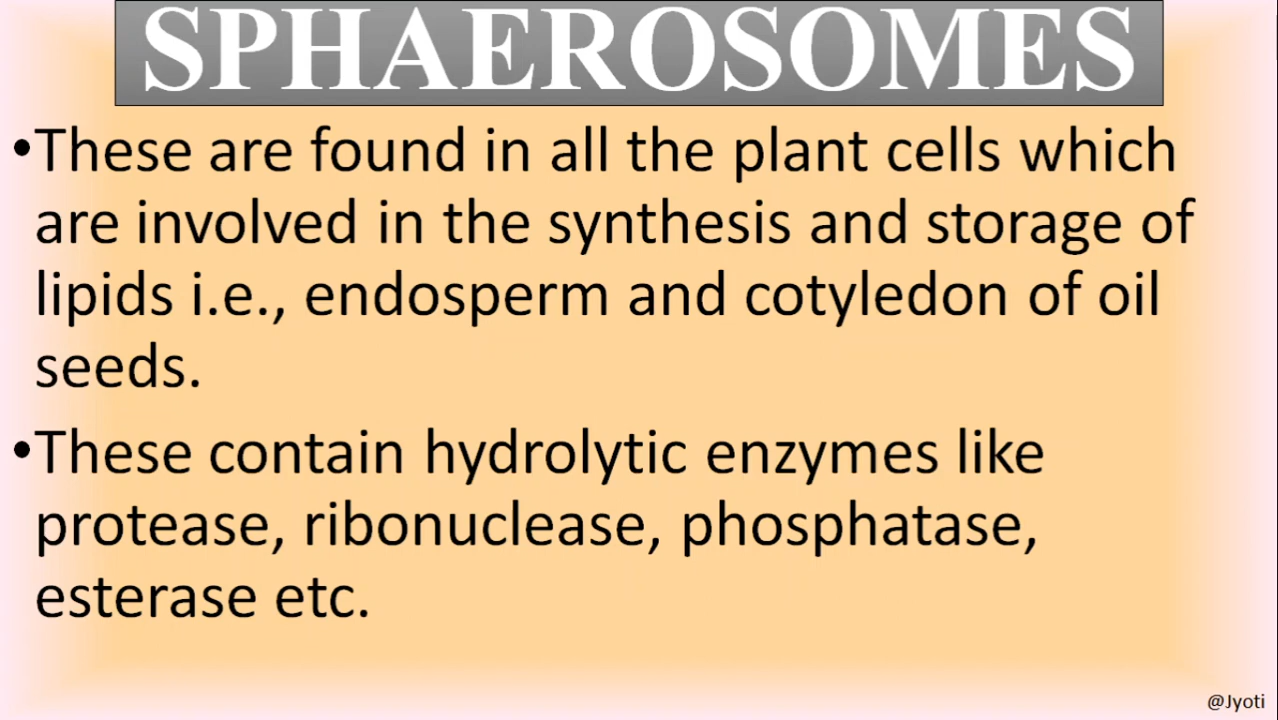 SPHAEROSOMES
•These are found in all the plant cells which
are involved in the synthesis and storage of
lipids i.e., endosperm and cotyledon of oil
seeds.
•These contain hydrolytic enzymes like
protease, ribonuclease, phosphatase,
esterase etc.
@Jyoti